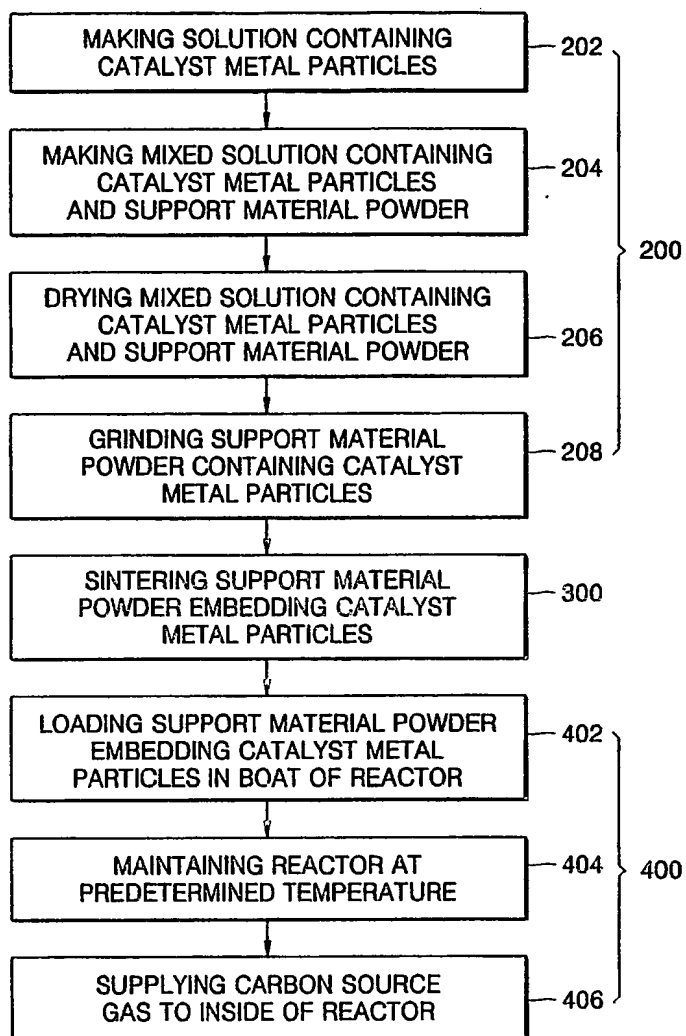 MAKING SOLUTION CONTAINING
CATALYST METAL PARTICLES
202
MAKING MIXED SOLUTION CONTAINING
CATALYST METAL PARTICLES
AND SUPPORT MATERIAL POWDER
204
200
DRYING MIXED SOLUTION CONTAINING
CATALYST METAL PARTICLES
AND SUPPORT MATERIAL POWDER
206
GRINDING SUPPORT MATERIAL
POWDER CONTAINING CATALYST
METAL PARTICLES
208
SINTERING SUPPORT MATERIAL
POWDER EMBEDDING CATALYST
METAL PARTICLES
300
LOADING SUPPORT MATERIAL POWDER
EMBEDDING CATALYST METAL
PARTICLES IN BOAT OF REACTOR
402
MAINTAINING REACTOR AT
PREDETERMINED TEMPERATURE
404
400
SUPPLYING CARBON SOURCE
GAS TO INSIDE OF REACTOR
406